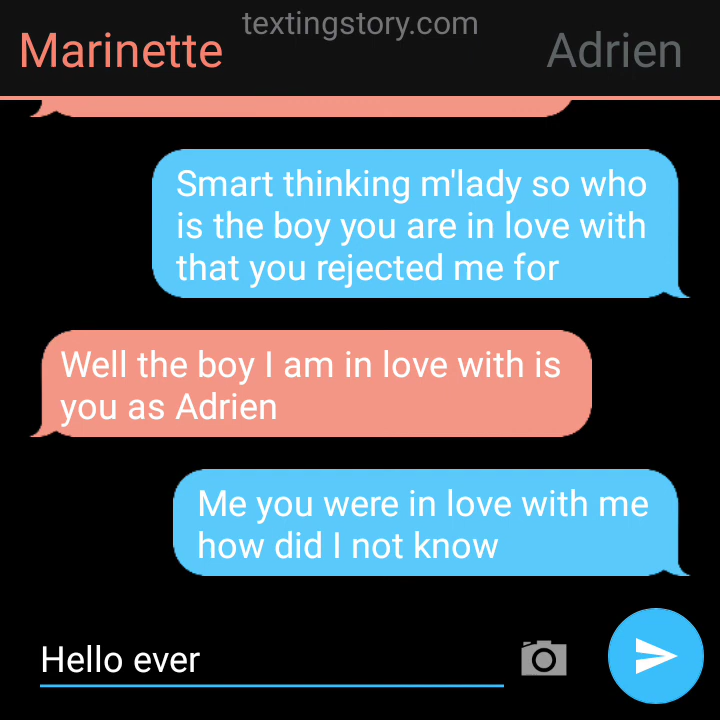 textingstory.com
Marinette
Adrien
Smart thinking m'lady so who
is the boy you are in love with
that you rejected me for
Well the boy I am in love with is
you as Adrien
Me you were in love with me
how did I not know
Hello ever